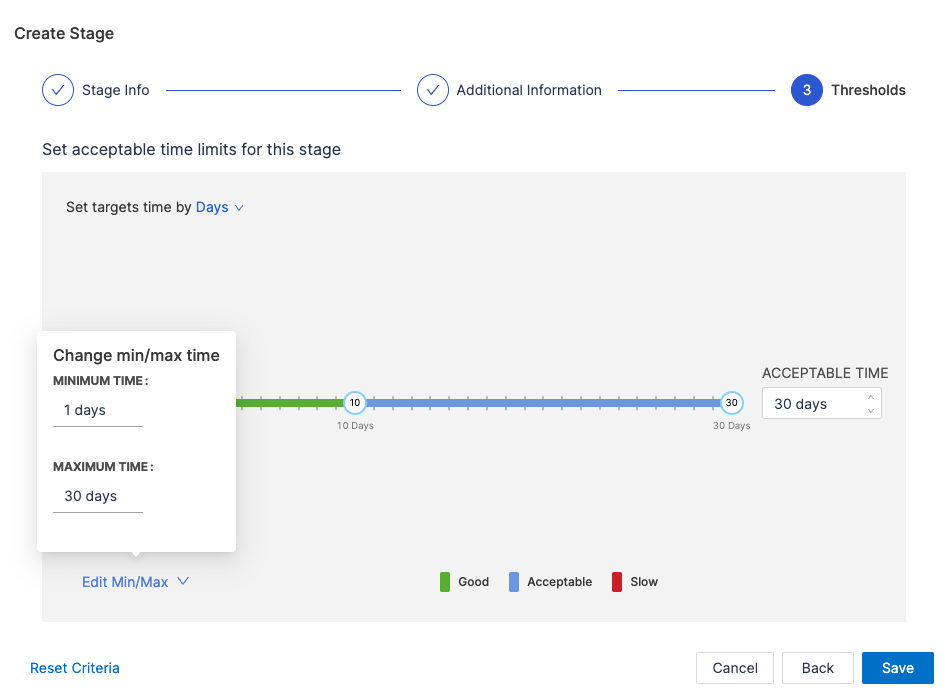 Create Stage
Stage Info
Additional Information
3
Thresholds
Set acceptable time limits for this stage
Set targets time by Days
Change min/max time
MINIMUM TIME :
1 days
MAXIMUM TIME :
30 days
10
10 Days
30
30 Days
ACCEPTABLE TIME
30 days
Edit Min/Max
Good
Acceptable
Slow
Reset Criteria
Cancel
Back
Save